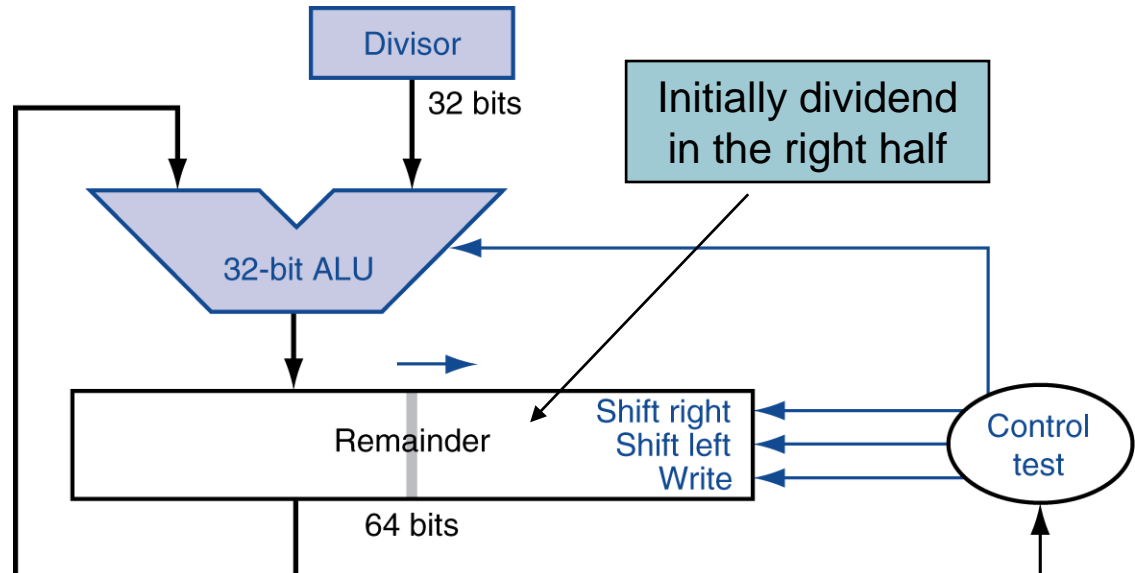 Divisor
32 bits
Initially dividend
in the right half
32-bit ALU
Remainder
Shift right
Shift left
Write
Control
test
64 bits